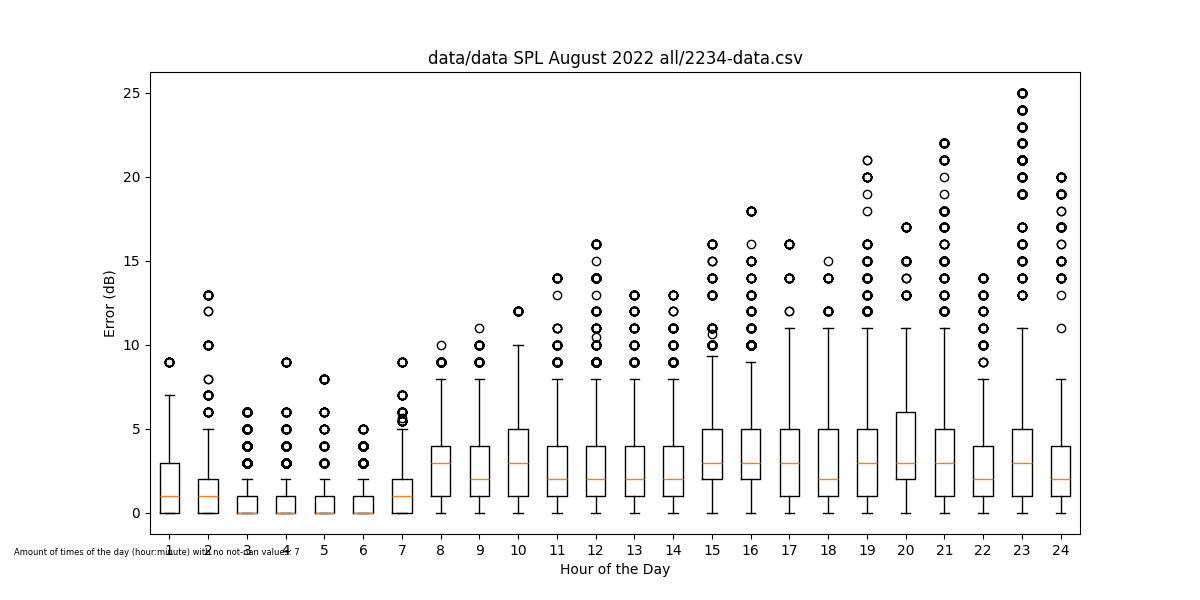 data/data SPL August 2022 all/2234-data.csv
25
20
15
10
5
0
Error (dB)
1 2 3 4 5 6 7 8 9 10 11 12 13 14 15 16 17 18 19 20 21 22 23 24
Amount of times of the day (hour:minute) with no not-nan values: 7
Hour of the Day